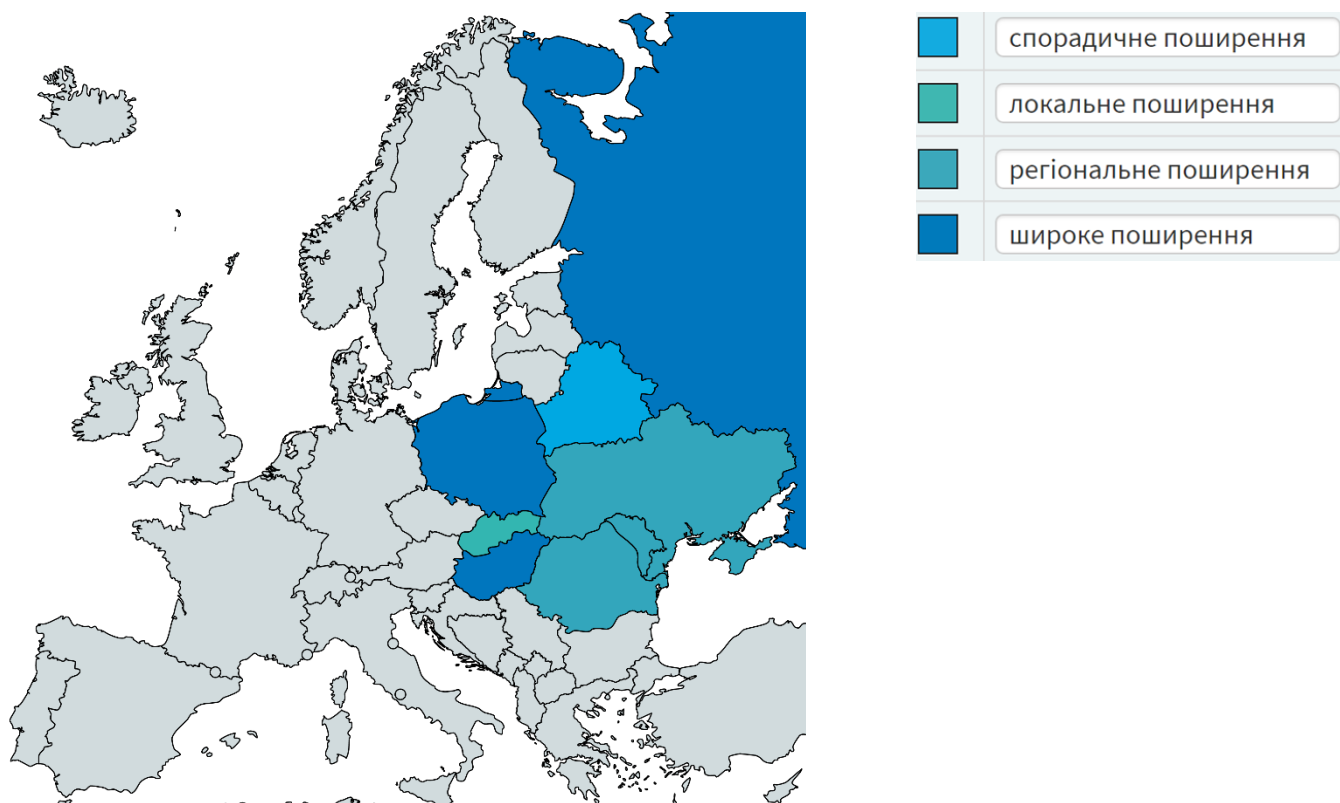 спорадичне поширення
локальне поширення
регіональне поширення
широке поширення